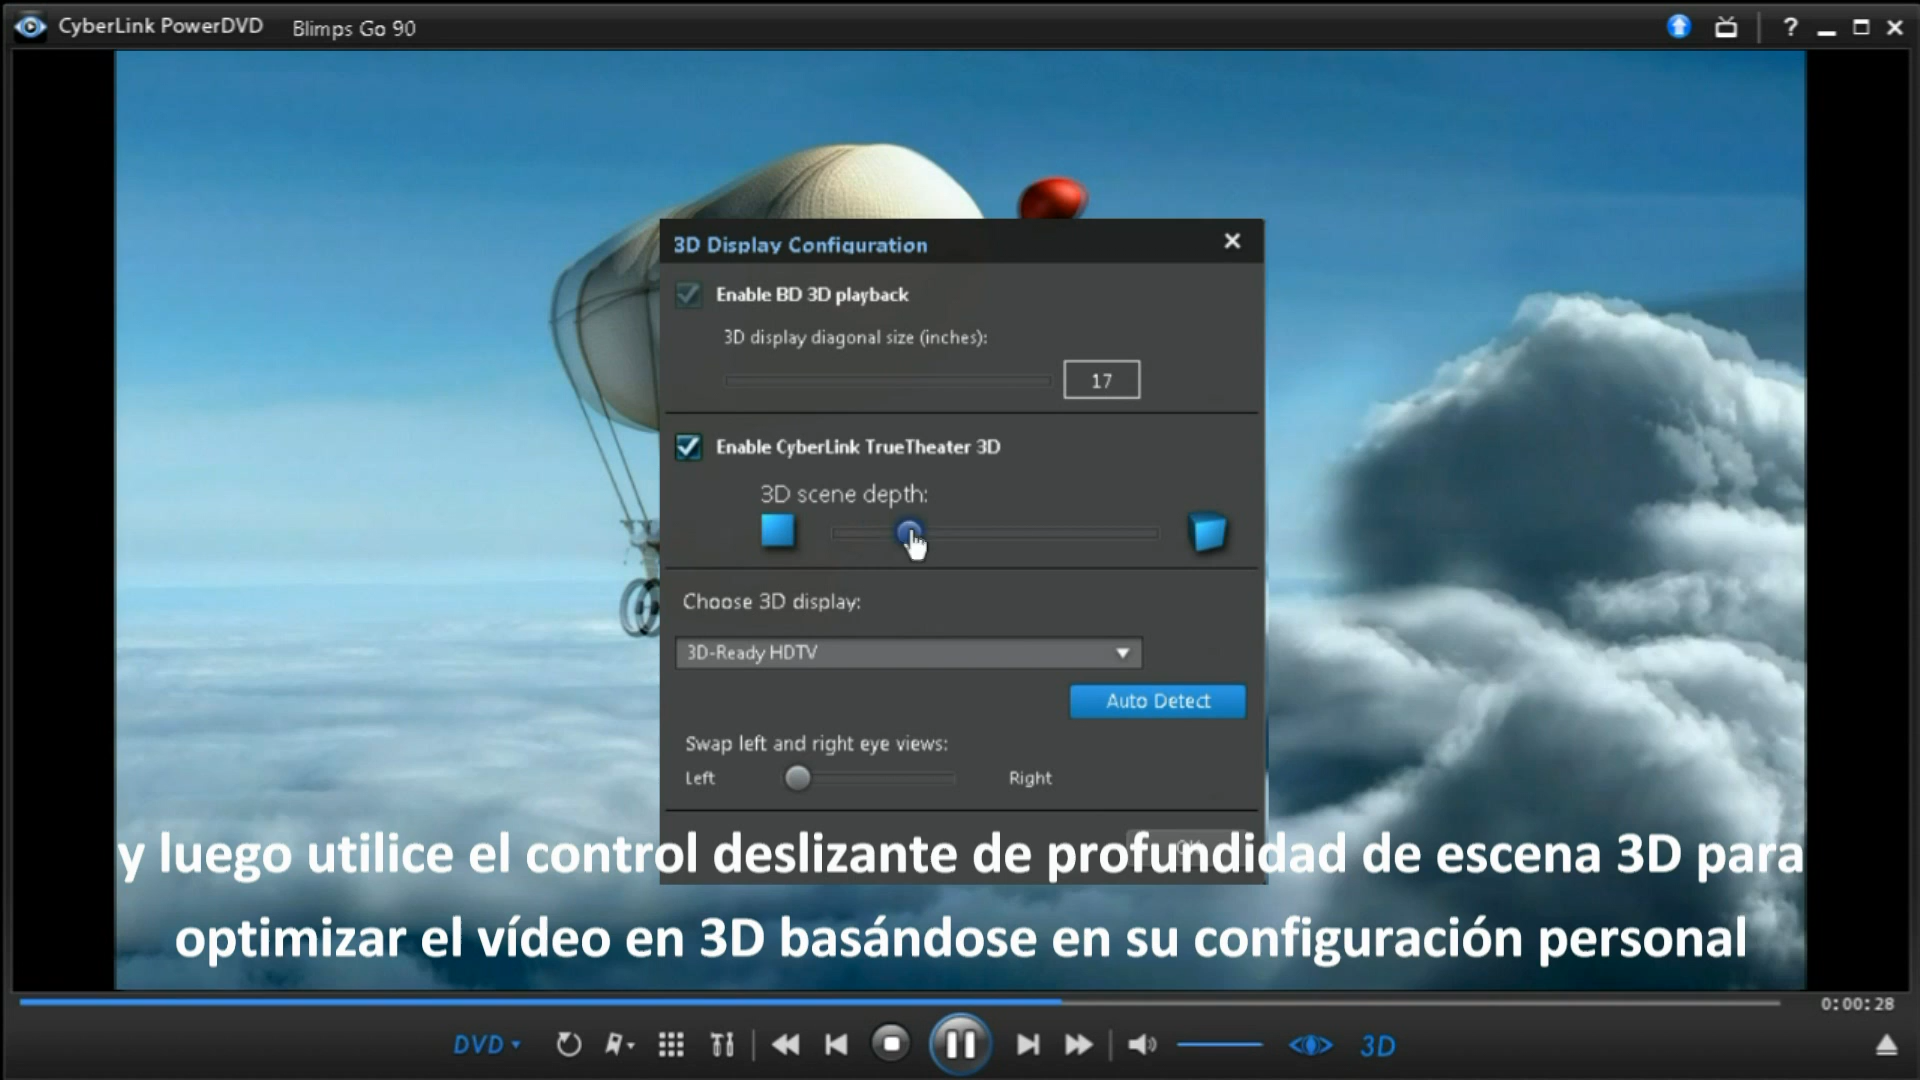 CyberLink PowerDVD
Blimps Go 90
?
3D Display Configuration
Enable BD 3D playback
3D display diagonal size (inches):
17
Enable CyberLink TrueTheater 3D
3D scene depth:
Choose 3D display:
3D-Ready HDTV
Auto Detect
Swap left and right eye views:
Left
Right
OK
y luego utilice el control deslizante de profundidad de escena 3D para
optimizar el vídeo en 3D basándose en su configuración personal
0:00:28
DVD
3D